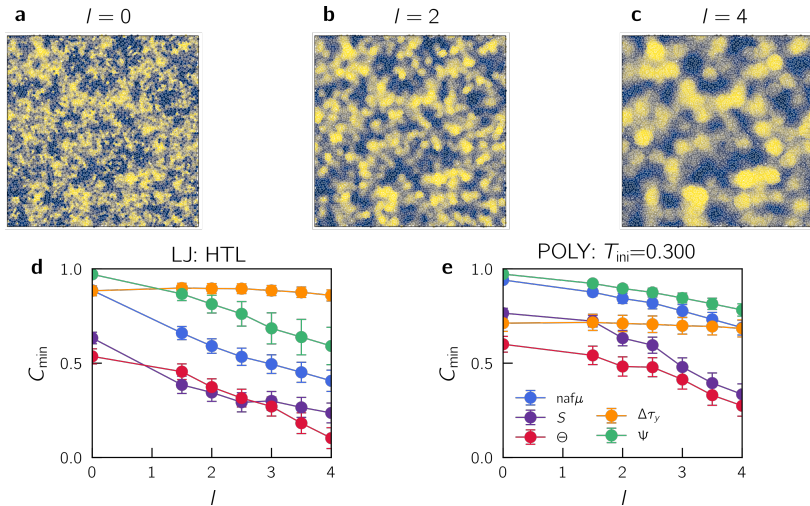 a l = 0
b l = 2
c l = 4
d LJ: HTL
1.0
0.5
0.0
C_min
0 1 2 3 4
l
e POLY: T_ini=0.300
1.0
0.5
0.0
C_min
nafμ
S
Θ
Δτ_y
Ψ
0 1 2 3 4
l